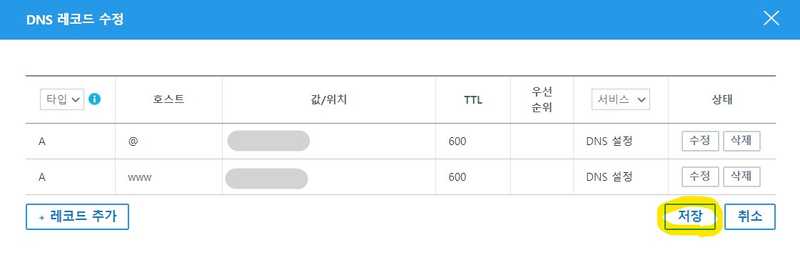 DNS 레코드 수정
타입 호스트 값/위치 TTL 우선 순위 서비스 상태
A @ 600 DNS 설정 수정 삭제
A www 600 DNS 설정 수정 삭제
+ 레코드 추가 저장 취소